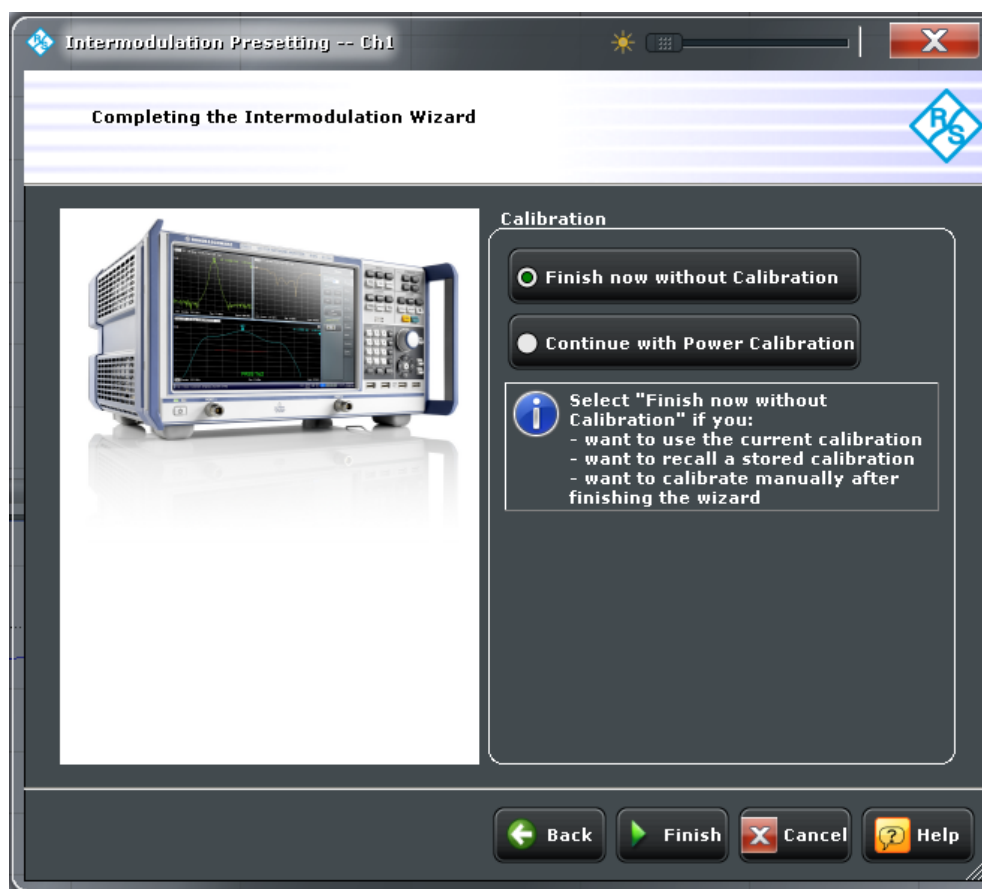 Intermodulation Presetting -- Ch1
X
Completing the Intermodulation Wizard
R S
Calibration
Finish now without Calibration
Continue with Power Calibration
i
Select "Finish now without
Calibration" if you:
- want to use the current calibration
- want to recall a stored calibration
- want to calibrate manually after
finishing the wizard
Back
Finish
Cancel
Help